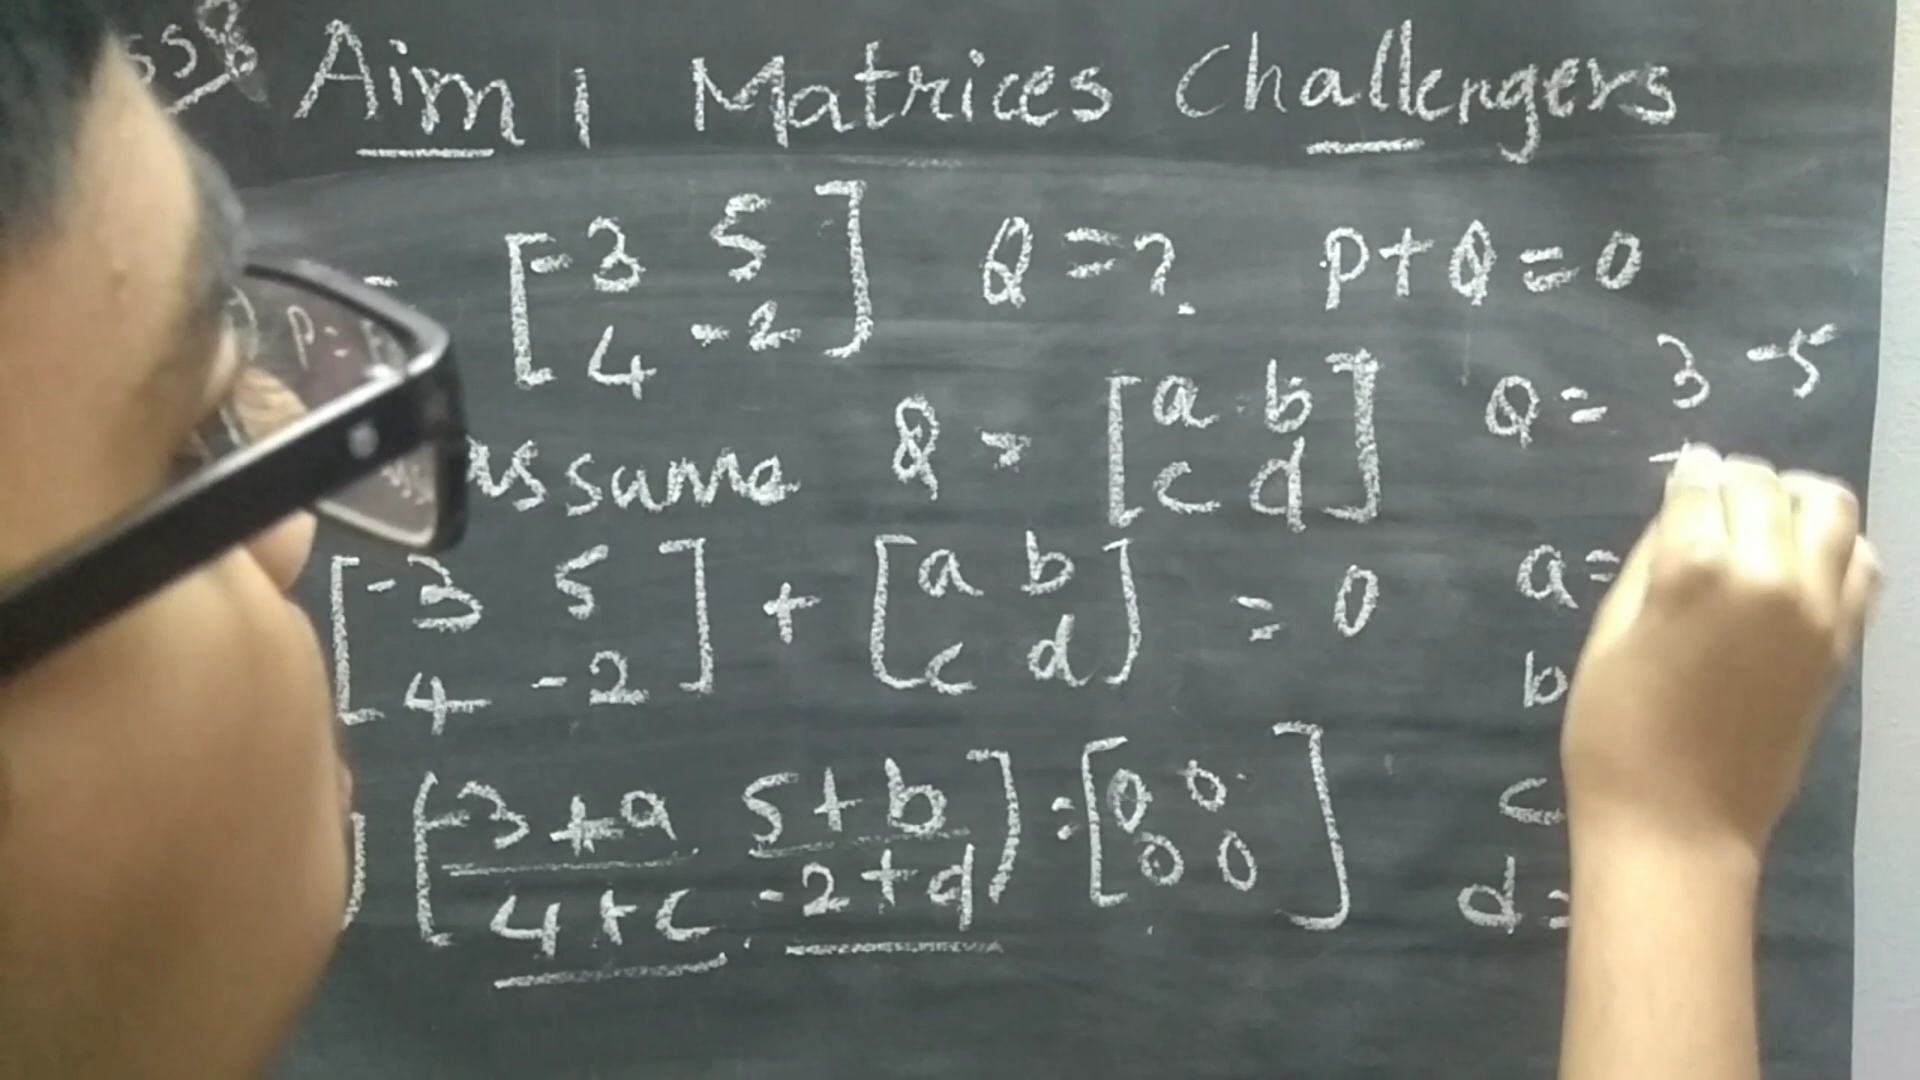 Aim 1 Matrices Challengers
[-3 5] Q = ? P+Q=0
4 -2
assume Q = [a b] Q = 3 -5
c d
[-3 5] + [a b] = 0 a=
4 -2 c d b
[-3+a 5+b] = [0 0] c
4+c -2+d 0 0 d=